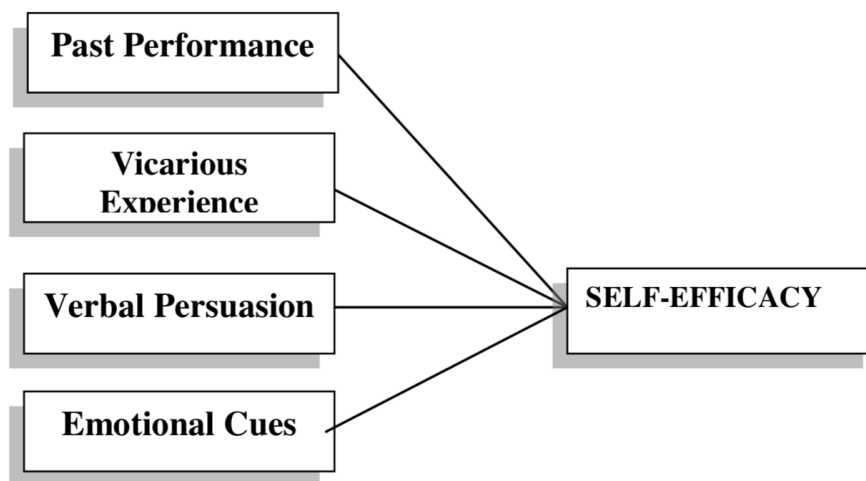 Past Performance
Vicarious
Experience
Verbal Persuasion
SELF-EFFICACY
Emotional Cues